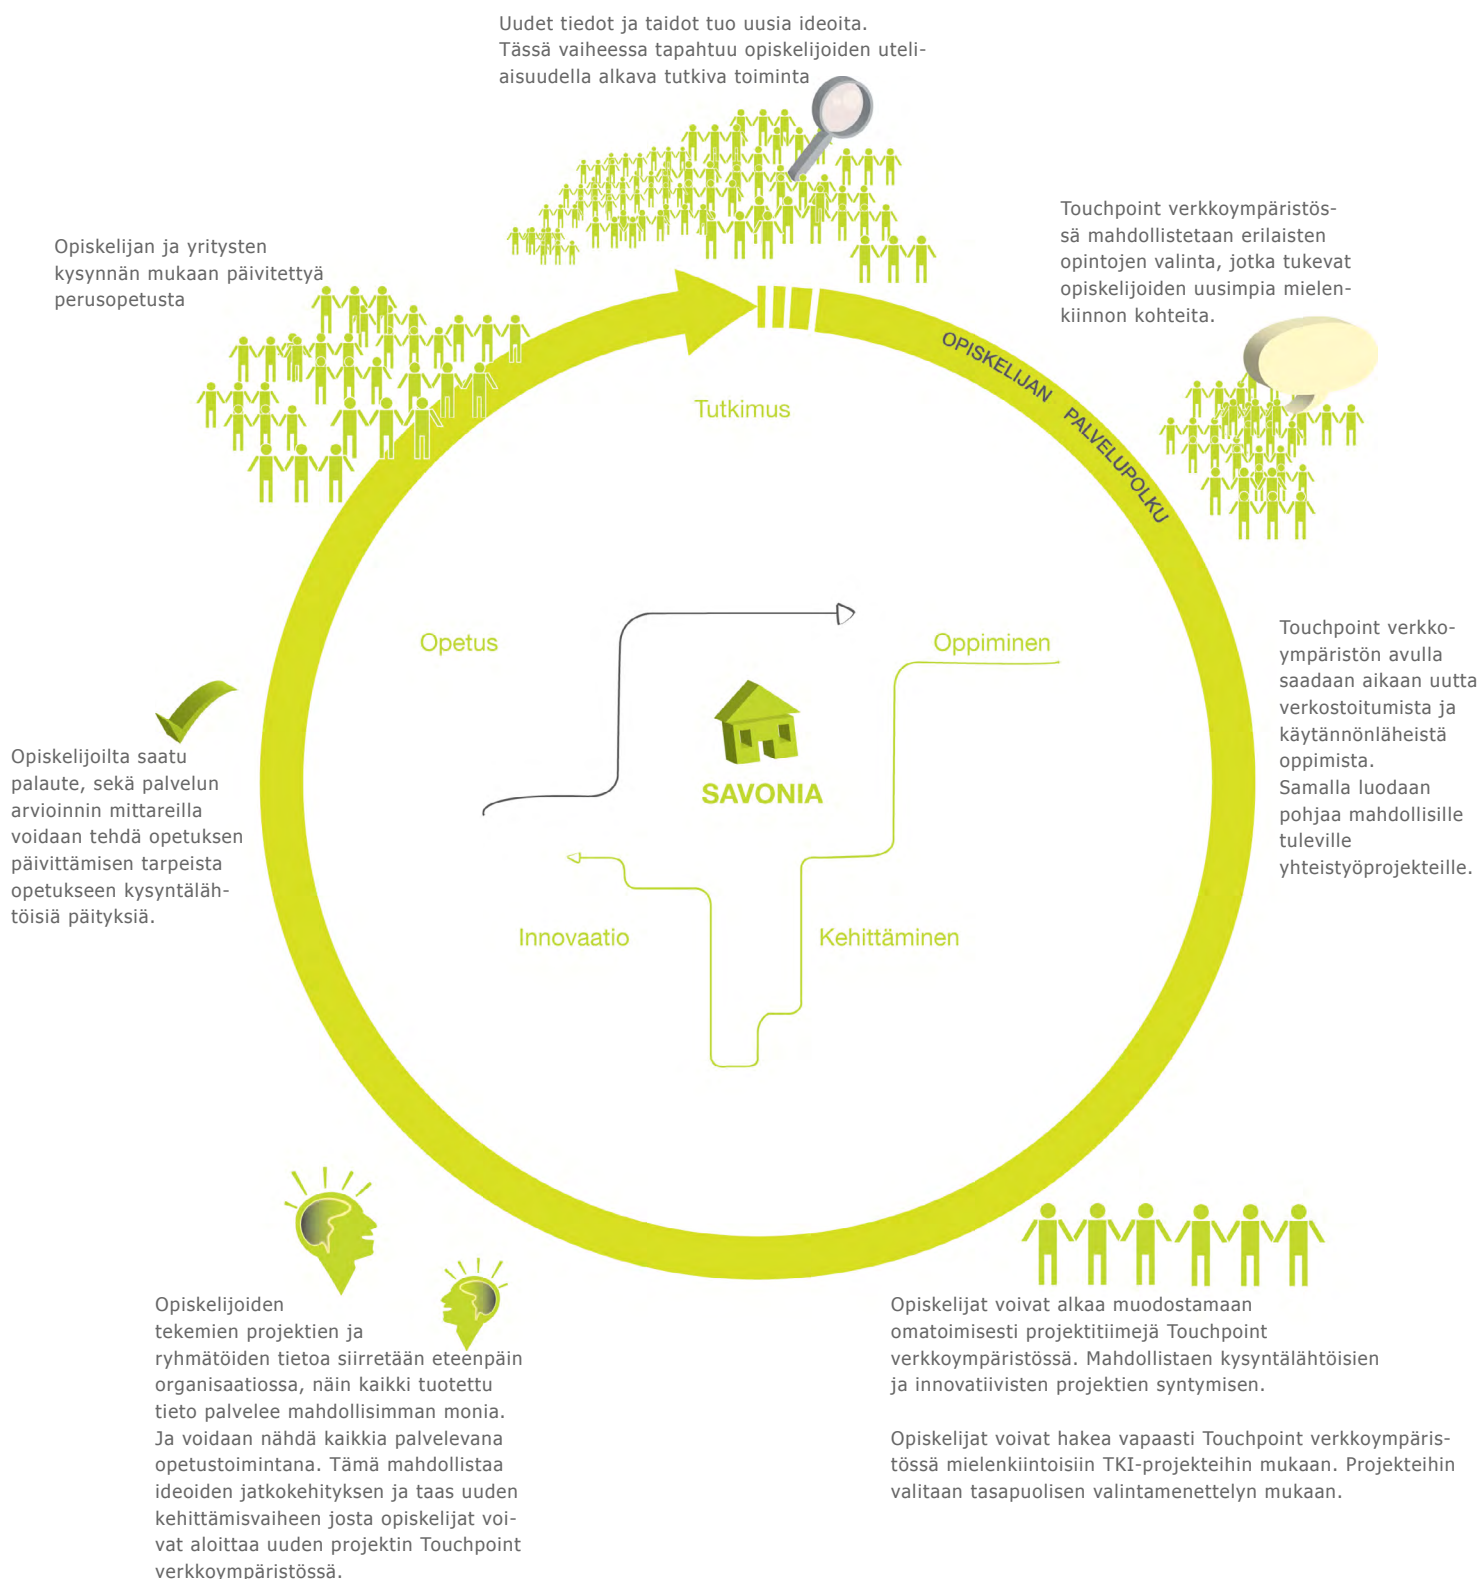 Uudet tiedot ja taidot tuo uusia ideoita.
Tässä vaiheessa tapahtuu opiskelijoiden uteli-
aisuudella alkava tutkiva toiminta
Touchpoint verkkoympäristös-
sä mahdollistetaan erilaisten
opintojen valinta, jotka tukevat
opiskelijoiden uusimpia mielen-
kiinnon kohteita.
Opiskelijan ja yritysten
kysynnän mukaan päivitettyä
perusopetusta
OPISKELIJAN PALVELUPOLKU
Tutkimus
Opetus
Oppiminen
SAVONIA
Innovaatio
Kehittäminen
Touchpoint verkko-
ympäristön avulla
saadaan aikaan uutta
verkostoitumista ja
käytännönläheistä
oppimista.
Samalla luodaan
pohjaa mahdollisille
tuleville
yhteistyöprojekteille.
Opiskelijoilta saatu
palaute, sekä palvelun
arvioinnin mittareilla
voidaan tehdä opetuksen
päivittämisen tarpeista
opetukseen kysyntäläh-
töisiä päityksiä.
Opiskelijat voivat alkaa muodostamaan
omatoimisesti projektitiimejä Touchpoint
verkkoympäristössä. Mahdollistaen kysyntälähtöisien
ja innovatiivisten projektien syntymisen.
Opiskelijat voivat hakea vapaasti Touchpoint verkkoympäris-
tössä mielenkiintoisiin TKI-projekteihin mukaan. Projekteihin
valitaan tasapuolisen valintamenettelyn mukaan.
Opiskelijoiden
tekemien projektien ja
ryhmätöiden tietoa siirretään eteenpäin
organisaatiossa, näin kaikki tuotettu
tieto palvelee mahdollisimman monia.
Ja voidaan nähdä kaikkia palvelevana
opetustoimintana. Tämä mahdollistaa
ideoiden jatkokehityksen ja taas uuden
kehittämisvaiheen josta opiskelijat voi-
vat aloittaa uuden projektin Touchpoint
verkkoympäristössä.